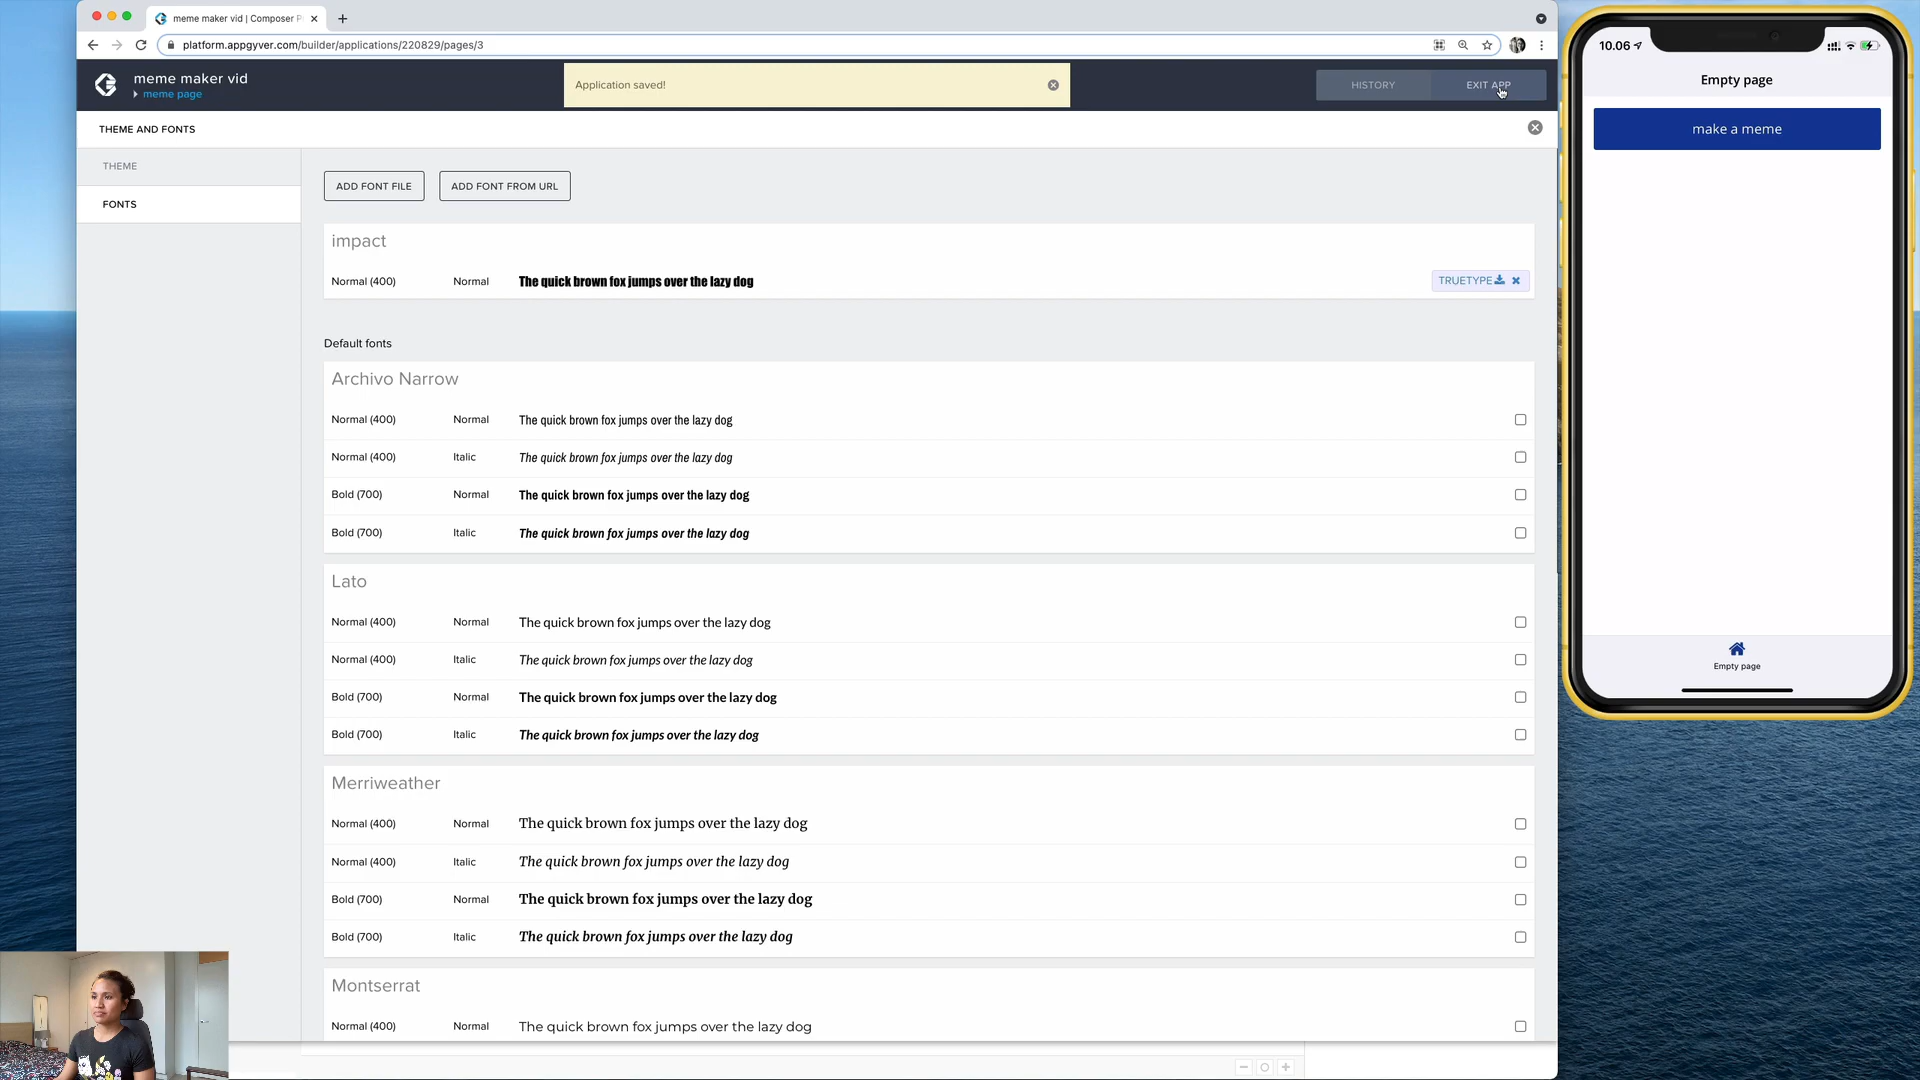 meme maker vid | Composer P
platform.appgyver.com/builder/applications/220829/pages/3
meme maker vid
meme page
Application saved!
HISTORY
EXIT APP
THEME AND FONTS
THEME
FONTS
ADD FONT FILE
ADD FONT FROM URL
impact
Normal (400) Normal The quick brown fox jumps over the lazy dog TRUETYPE
Default fonts
Archivo Narrow
Normal (400) Normal The quick brown fox jumps over the lazy dog
Normal (400) Italic The quick brown fox jumps over the lazy dog
Bold (700) Normal The quick brown fox jumps over the lazy dog
Bold (700) Italic The quick brown fox jumps over the lazy dog
Lato
Normal (400) Normal The quick brown fox jumps over the lazy dog
Normal (400) Italic The quick brown fox jumps over the lazy dog
Bold (700) Normal The quick brown fox jumps over the lazy dog
Bold (700) Italic The quick brown fox jumps over the lazy dog
Merriweather
Normal (400) Normal The quick brown fox jumps over the lazy dog
Normal (400) Italic The quick brown fox jumps over the lazy dog
Bold (700) Normal The quick brown fox jumps over the lazy dog
Bold (700) Italic The quick brown fox jumps over the lazy dog
Montserrat
Normal (400) Normal The quick brown fox jumps over the lazy dog
10.06
Empty page
make a meme
Empty page